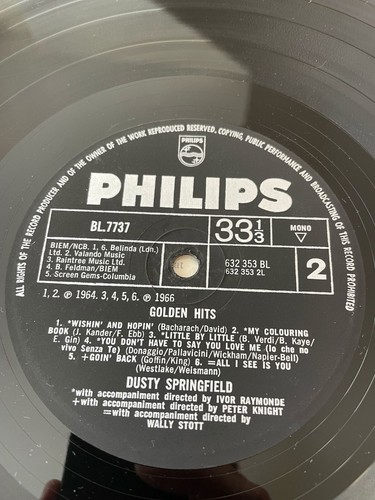 ALL RIGHTS OF THE RECORD PRODUCER AND OF THE OWNER OF THE WORK REPRODUCED RESERVED. COPYING, PUBLIC PERFORMANCE AND BROADCASTING OF THIS RECORD PROHIBITED
PHILIPS
PHILIPS
BL.7737
33 1/3
MONO
BIEM/NCB. 1, 6. Belinda (Ldn.)
Ltd. 2. Valando Music
3. Raintree Music Ltd.
4. B. Feldman/BIEM
5. Screen Gems-Columbia
632 353 BL
632 353 2L
2
1, 2. ℗ 1964. 3, 4, 5, 6. ℗ 1966
GOLDEN HITS
1. *WISHIN' AND HOPIN' (Bacharach/David) 2. *MY COLOURING
BOOK (J. Kander/F. Ebb) 3. *LITTLE BY LITTLE (B. Verdi/B. Kaye/
E. Gin) 4. *YOU DON'T HAVE TO SAY YOU LOVE ME (Io che no
vivo Senza Te) (Donaggio/Pallavicini/Wickham/Napier-Bell)
5. +GOIN' BACK (Goffin/King) 6. =ALL I SEE IS YOU
(Westlake/Weismann)
DUSTY SPRINGFIELD
*with accompaniment directed by IVOR RAYMONDE
+with accompaniment directed by PETER KNIGHT
=with accompaniment directed by
WALLY STOTT